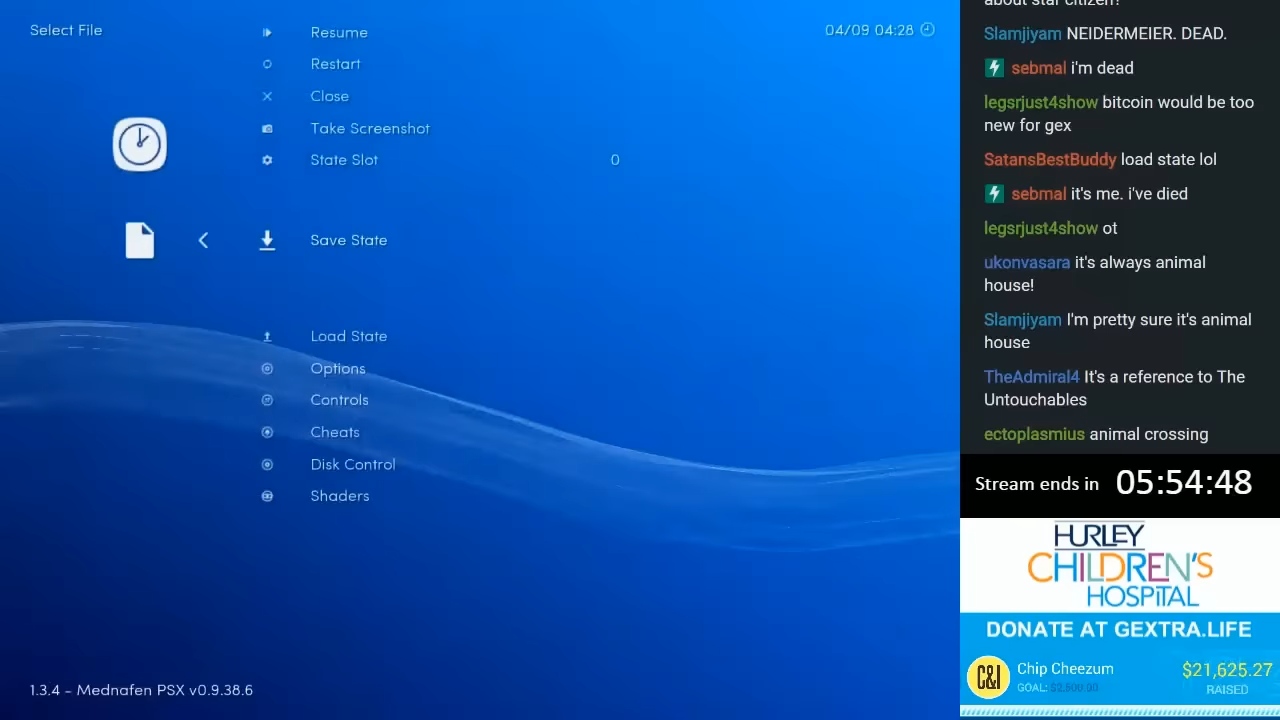 Select File
04/09 04:28
Resume
Restart
Close
Take Screenshot
State Slot 0
Save State
Load State
Options
Controls
Cheats
Disk Control
Shaders
1.3.4 - Mednafen PSX v0.9.38.6
about star citizen?
Slamjiyam NEIDERMEIER. DEAD.
sebmal i'm dead
legsrjust4show bitcoin would be too
new for gex
SatansBestBuddy load state lol
sebmal it's me. i've died
legsrjust4show ot
ukonvasara it's always animal
house!
Slamjiyam I'm pretty sure it's animal
house
TheAdmiral4 It's a reference to The
Untouchables
ectoplasmius animal crossing
Stream ends in 05:54:48
HURLEY
CHILDREN'S
HOSPITAL
DONATE AT GEXTRA.LIFE
C&I
Chip Cheezum
GOAL: $2,500.00
$21,625.27
RAISED